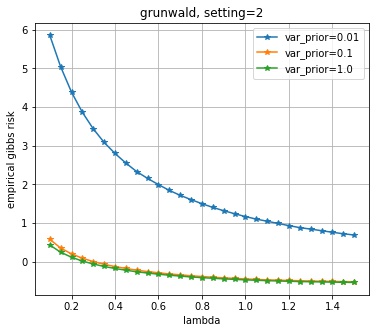 grunwald, setting=2
var_prior=0.01
var_prior=0.1
var_prior=1.0
empirical gibbs risk
6
5
4
3
2
1
0
0.2 0.4 0.6 0.8 1.0 1.2 1.4
lambda